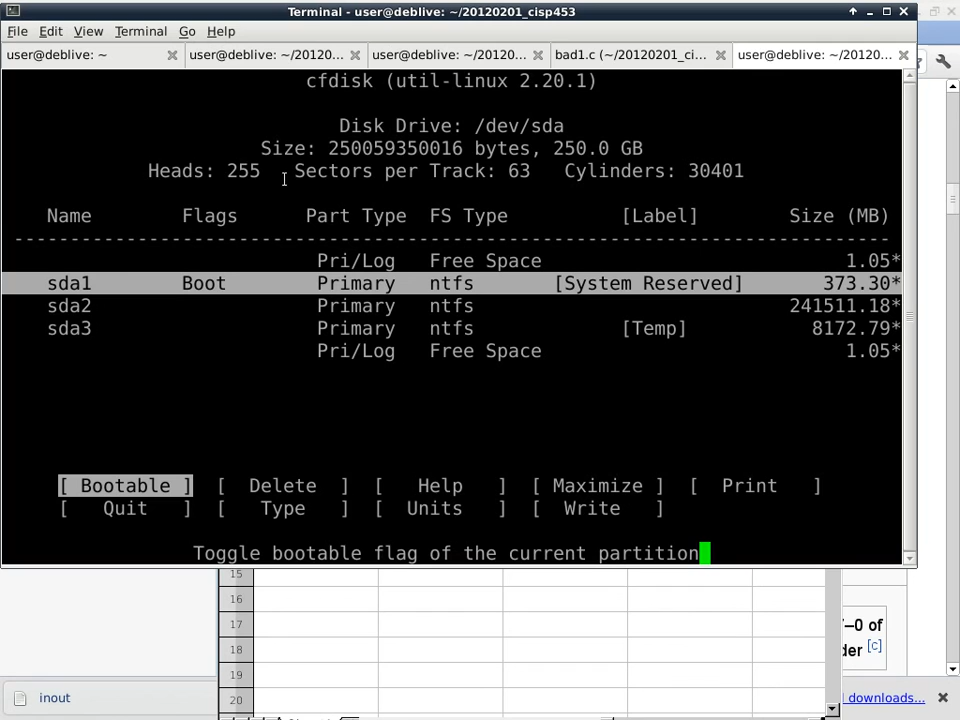 Terminal - user@deblive: ~/20120201_cisp453
File Edit View Terminal Go Help
user@deblive: ~ user@deblive: ~/20120... user@deblive: ~/20120... bad1.c (~/20120201_ci... user@deblive: ~/20120...
cfdisk (util-linux 2.20.1)
Disk Drive: /dev/sda
Size: 250059350016 bytes, 250.0 GB
Heads: 255 Sectors per Track: 63 Cylinders: 30401
Name Flags Part Type FS Type [Label] Size (MB)
------------------------------------------------------------------------------
Pri/Log Free Space 1.05*
sda1 Boot Primary ntfs [System Reserved] 373.30*
sda2 Primary ntfs 241511.18*
sda3 Primary ntfs [Temp] 8172.79*
Pri/Log Free Space 1.05*
[ Bootable ] [ Delete ] [ Help ] [ Maximize ] [ Print ]
[ Quit ] [ Type ] [ Units ] [ Write ]
Toggle bootable flag of the current partition
15
16
17
18
19
20
–0 of
der [c]
inout
downloads...